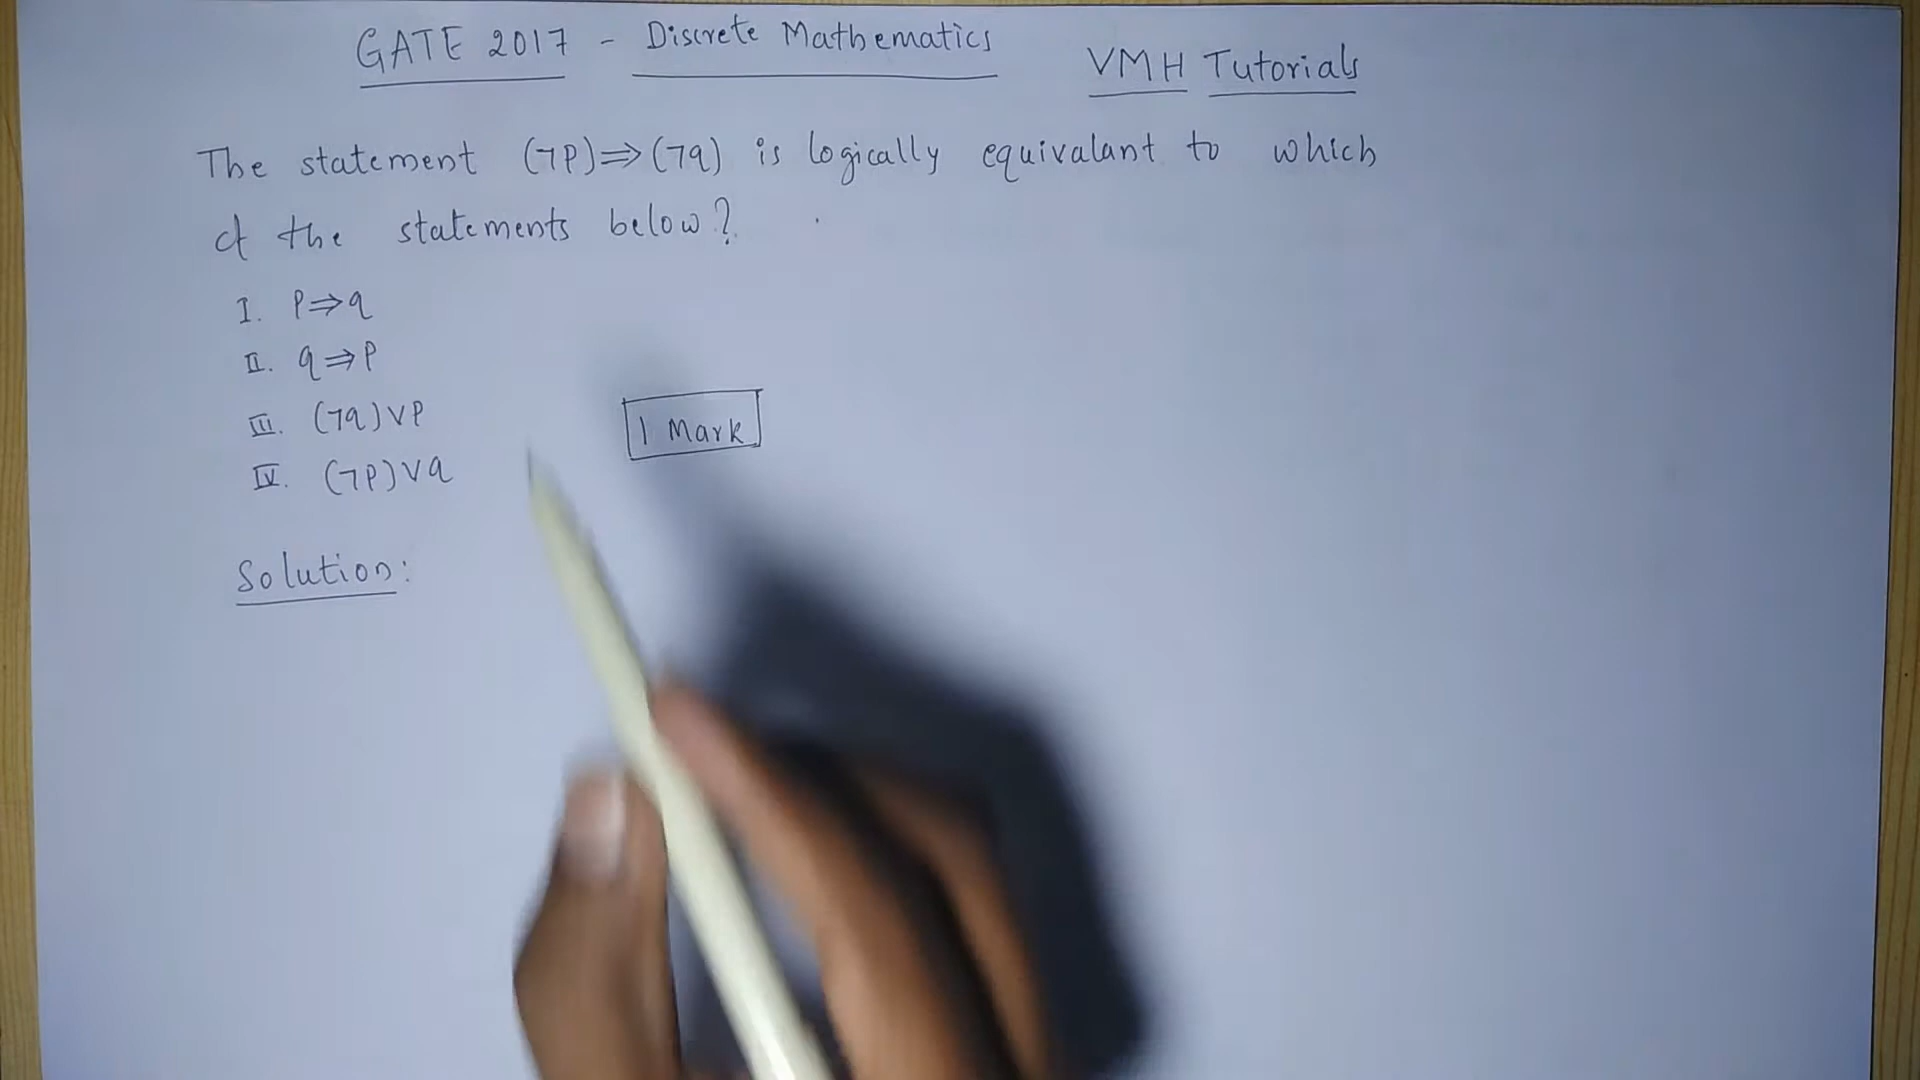 GATE 2017 - Discrete Mathematics
VMH Tutorials
The statement (¬P)⇒(¬q) is logically equivalant to which
of the statements below?
I. P⇒q
II. q⇒P
III. (¬q)∨P
IV. (¬P)∨q
1 Mark
Solution: